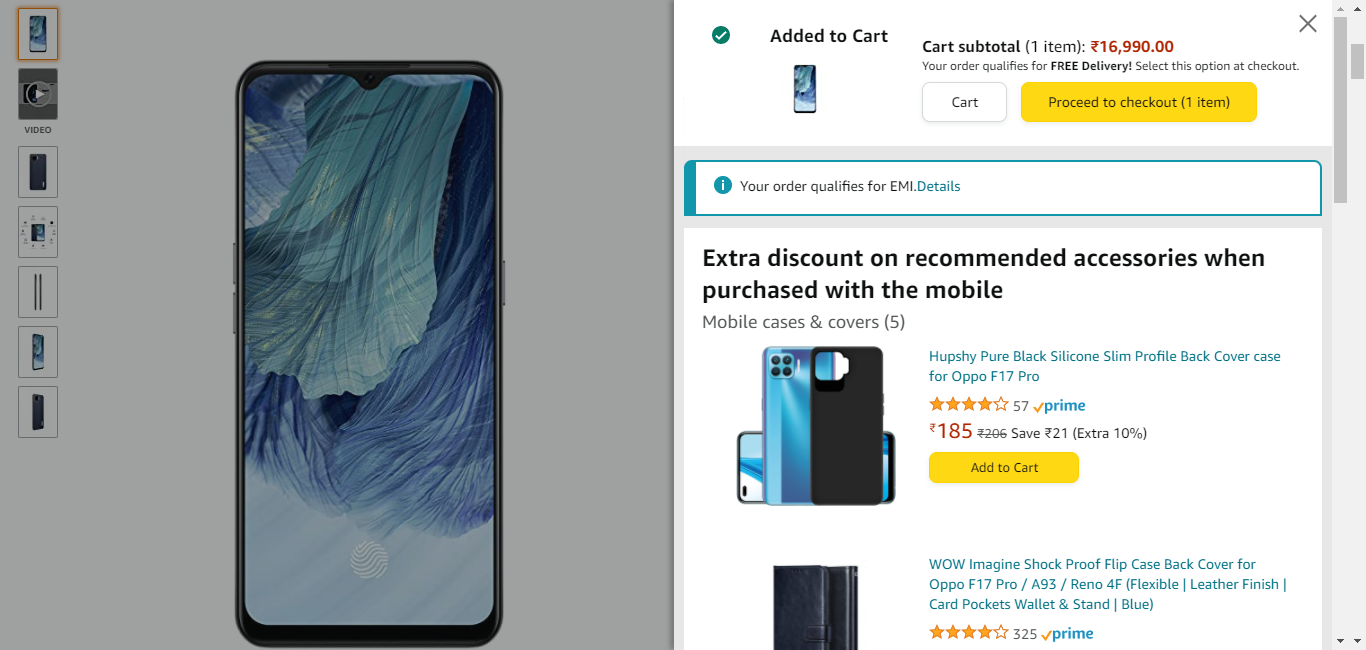 VIDEO
Added to Cart
Cart subtotal (1 item): ₹16,990.00
Your order qualifies for FREE Delivery! Select this option at checkout.
Cart
Proceed to checkout (1 item)
Your order qualifies for EMI.Details
Extra discount on recommended accessories when
purchased with the mobile
Mobile cases & covers (5)
Hupshy Pure Black Silicone Slim Profile Back Cover case
for Oppo F17 Pro
57 prime
₹185 ₹206 Save ₹21 (Extra 10%)
Add to Cart
WOW Imagine Shock Proof Flip Case Back Cover for
Oppo F17 Pro / A93 / Reno 4F (Flexible | Leather Finish |
Card Pockets Wallet & Stand | Blue)
325 prime